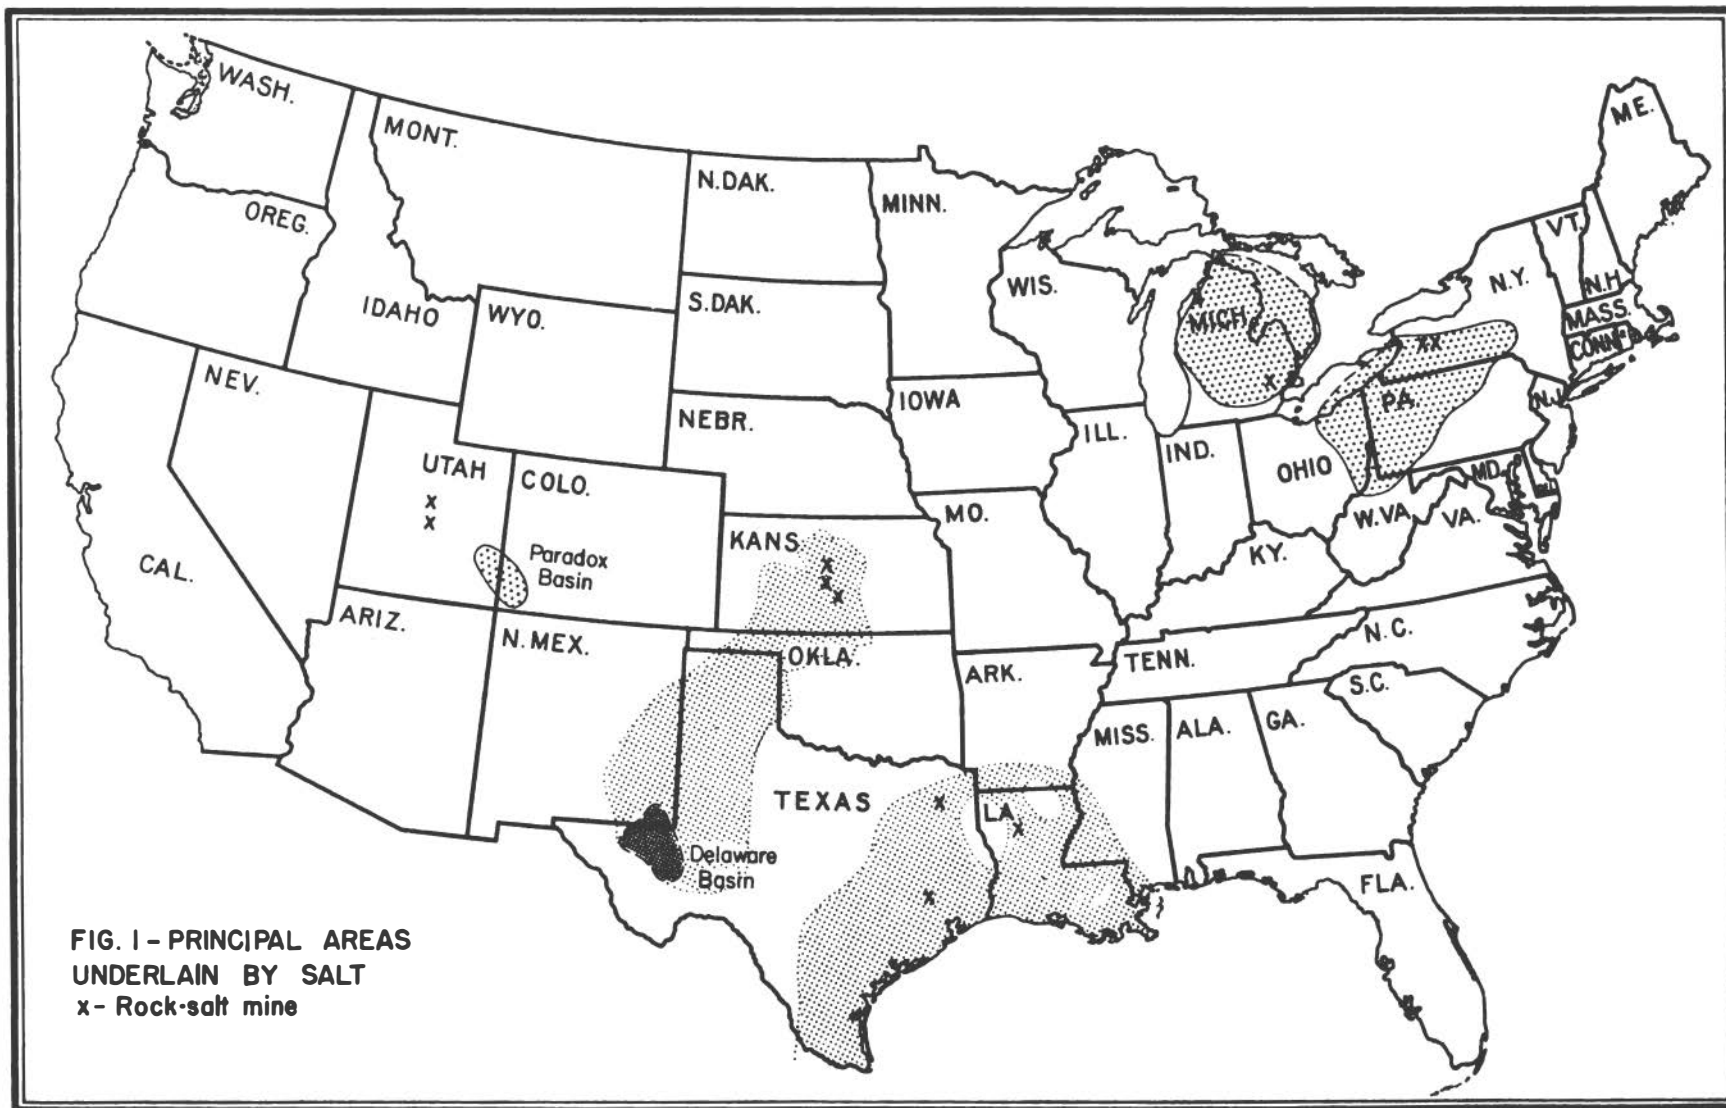 WASH.
MONT.
N.DAK.
MINN.
ME.
OREG.
VT.
IDAHO
WYO.
S.DAK.
WIS.
MICH.
N.Y.
N.H.
MASS.
CONN.
NEV.
NEBR.
IOWA
ILL.
IND.
OHIO
PA.
N.J.
UTAH
x
x
COLO.
MO.
MD.
W.VA.
VA.
Paradox
Basin
KANS.
x
x
x
KY.
CAL.
ARIZ.
N.MEX.
OKLA.
ARK.
TENN.
N.C.
S.C.
MISS.
ALA.
GA.
TEXAS
x
LA.
x
x
x
xx
Delaware
Basin
FLA.
FIG. 1 - PRINCIPAL AREAS
UNDERLAIN BY SALT
x - Rock-salt mine